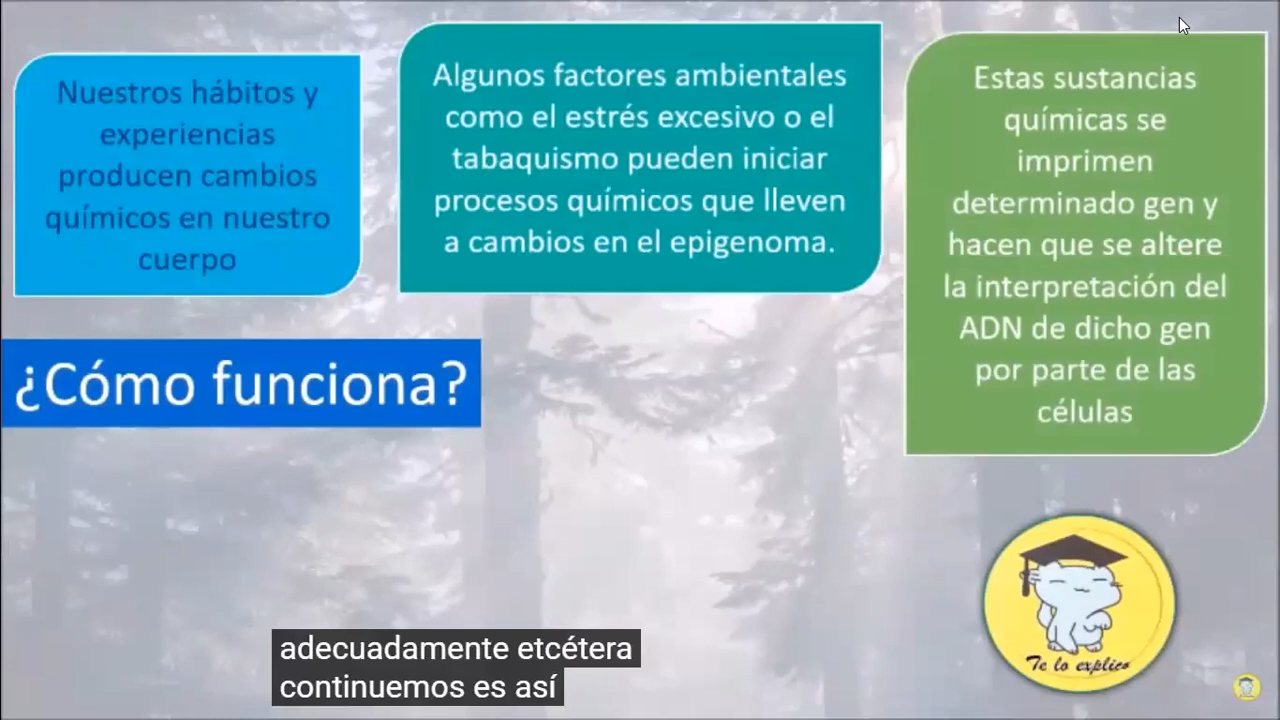 Nuestros hábitos y
experiencias
producen cambios
químicos en nuestro
cuerpo
Algunos factores ambientales
como el estrés excesivo o el
tabaquismo pueden iniciar
procesos químicos que lleven
a cambios en el epigenoma.
Estas sustancias
químicas se
imprimen
determinado gen y
hacen que se altere
la interpretación del
ADN de dicho gen
por parte de las
células
¿Cómo funciona?
Te lo explico
adecuadamente etcétera
continuemos es así